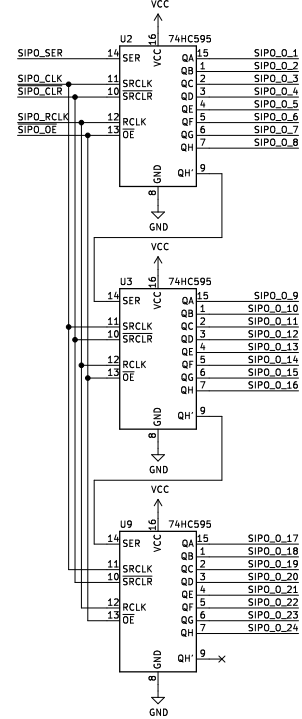 VCC
U2 74HC595
SIPO_SER 14 SER 16 VCC QA 15 SIPO_O_1
QB 1 SIPO_O_2
SIPO_CLK 11 SRCLK QC 2 SIPO_O_3
SIPO_CLR 10 SRCLR QD 3 SIPO_O_4
QE 4 SIPO_O_5
SIPO_RCLK 12 RCLK QF 5 SIPO_O_6
SIPO_OE 13 OE QG 6 SIPO_O_7
QH 7 SIPO_O_8
GND QH' 9
8
GND
VCC
U3 74HC595
14 SER 16 VCC QA 15 SIPO_O_9
QB 1 SIPO_O_10
11 SRCLK QC 2 SIPO_O_11
10 SRCLR QD 3 SIPO_O_12
QE 4 SIPO_O_13
12 RCLK QF 5 SIPO_O_14
13 OE QG 6 SIPO_O_15
QH 7 SIPO_O_16
GND QH' 9
8
GND
VCC
U9 74HC595
14 SER 16 VCC QA 15 SIPO_O_17
QB 1 SIPO_O_18
11 SRCLK QC 2 SIPO_O_19
10 SRCLR QD 3 SIPO_O_20
QE 4 SIPO_O_21
12 RCLK QF 5 SIPO_O_22
13 OE QG 6 SIPO_O_23
QH 7 SIPO_O_24
GND QH' 9
8
GND